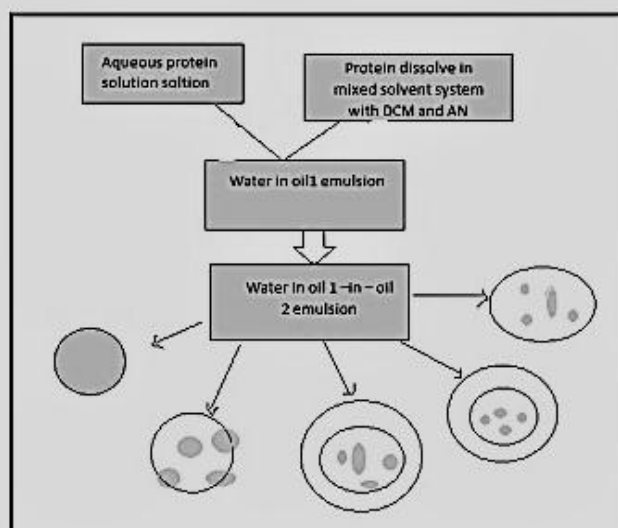 Aqueous protein
solution soltion
Protein dissolve in
mixed solvent system
with DCM and AN
Water in oil1 emulsion
Water in oil 1 –in – oil
2 emulsion